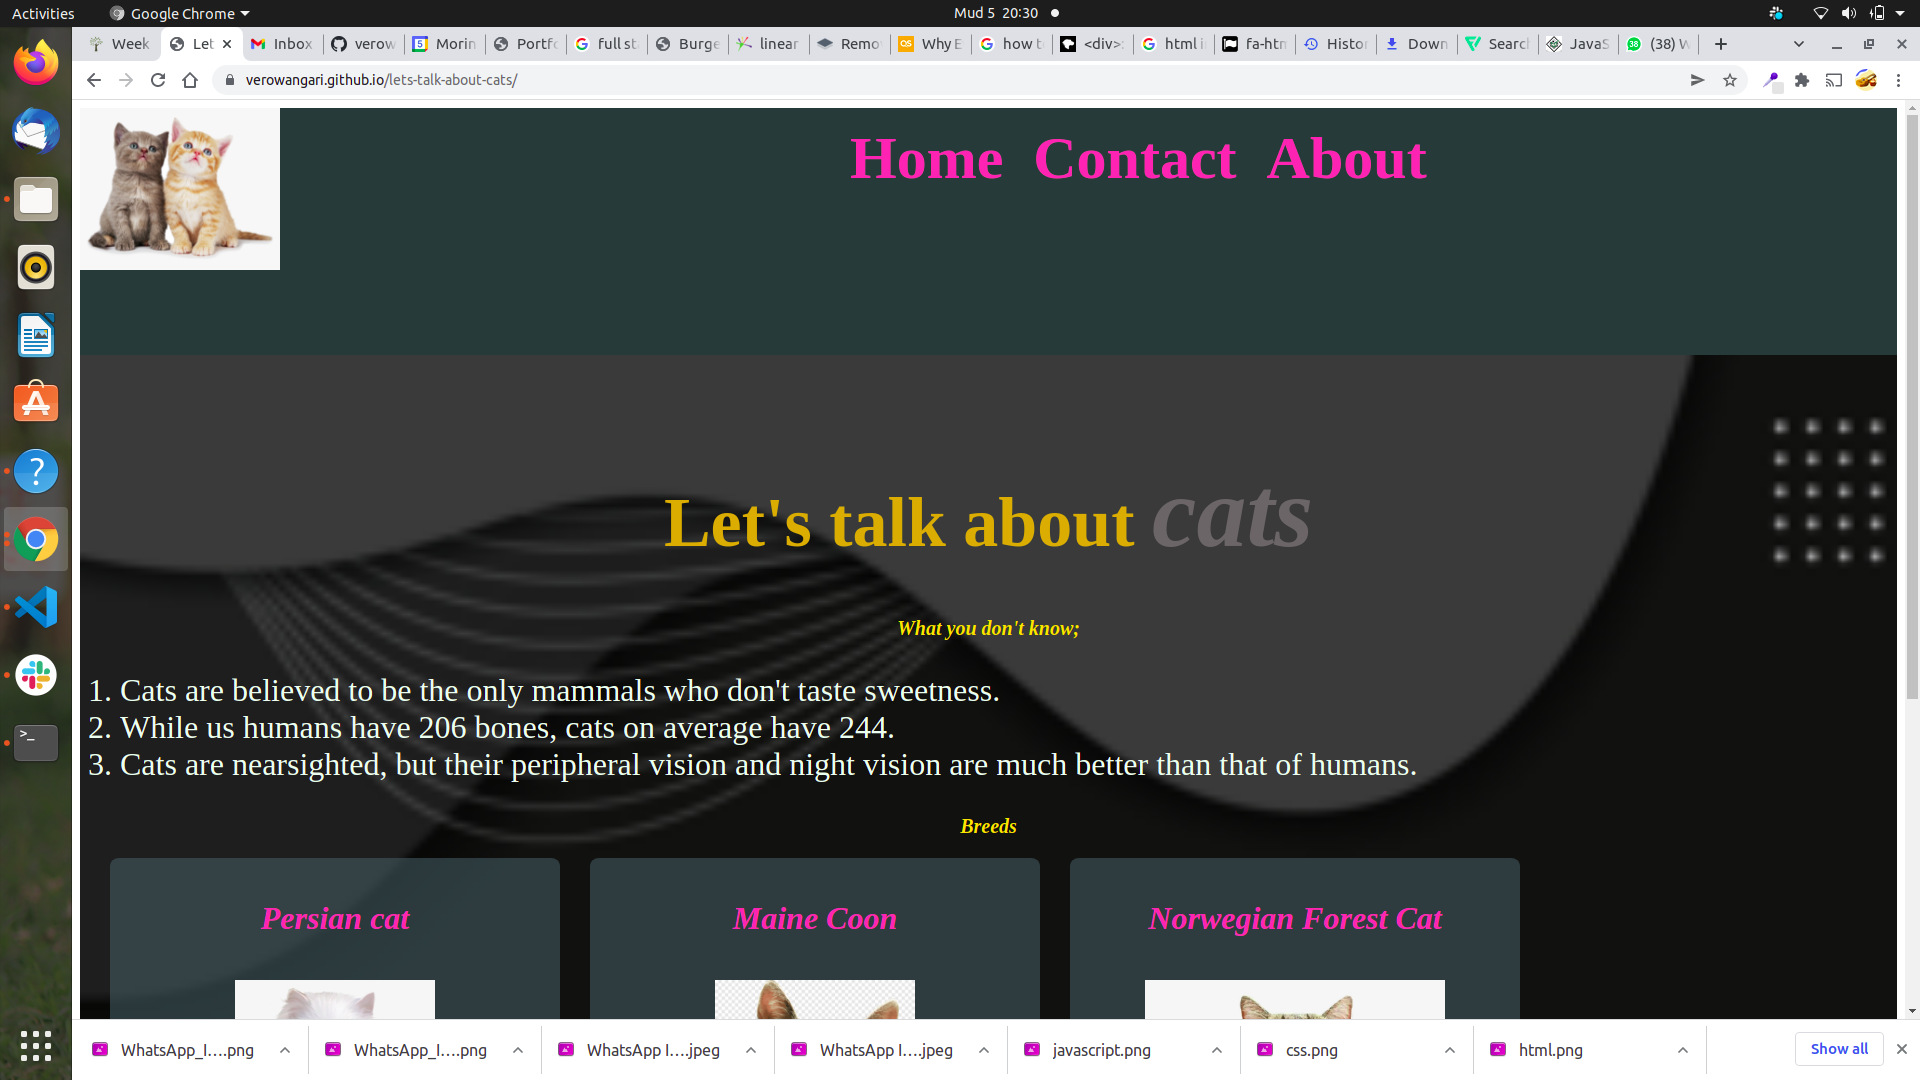 Activities
Google Chrome
Mud 5 20:30
Week
Let
Inbox
verow
5
Morin
Portfo
full st
Burge
linear
Remo
Why E
how t
<div>:
html i
fa-htm
Histor
Down
Search
JavaS
(38) W
verowangari.github.io/lets-talk-about-cats/
Home Contact About
Let's talk about cats
What you don't know;
1. Cats are believed to be the only mammals who don't taste sweetness.
2. While us humans have 206 bones, cats on average have 244.
3. Cats are nearsighted, but their peripheral vision and night vision are much better than that of humans.
Breeds
Persian cat
Maine Coon
Norwegian Forest Cat
WhatsApp_I....png
WhatsApp_I....png
WhatsApp I....jpeg
WhatsApp I....jpeg
javascript.png
css.png
html.png
Show all